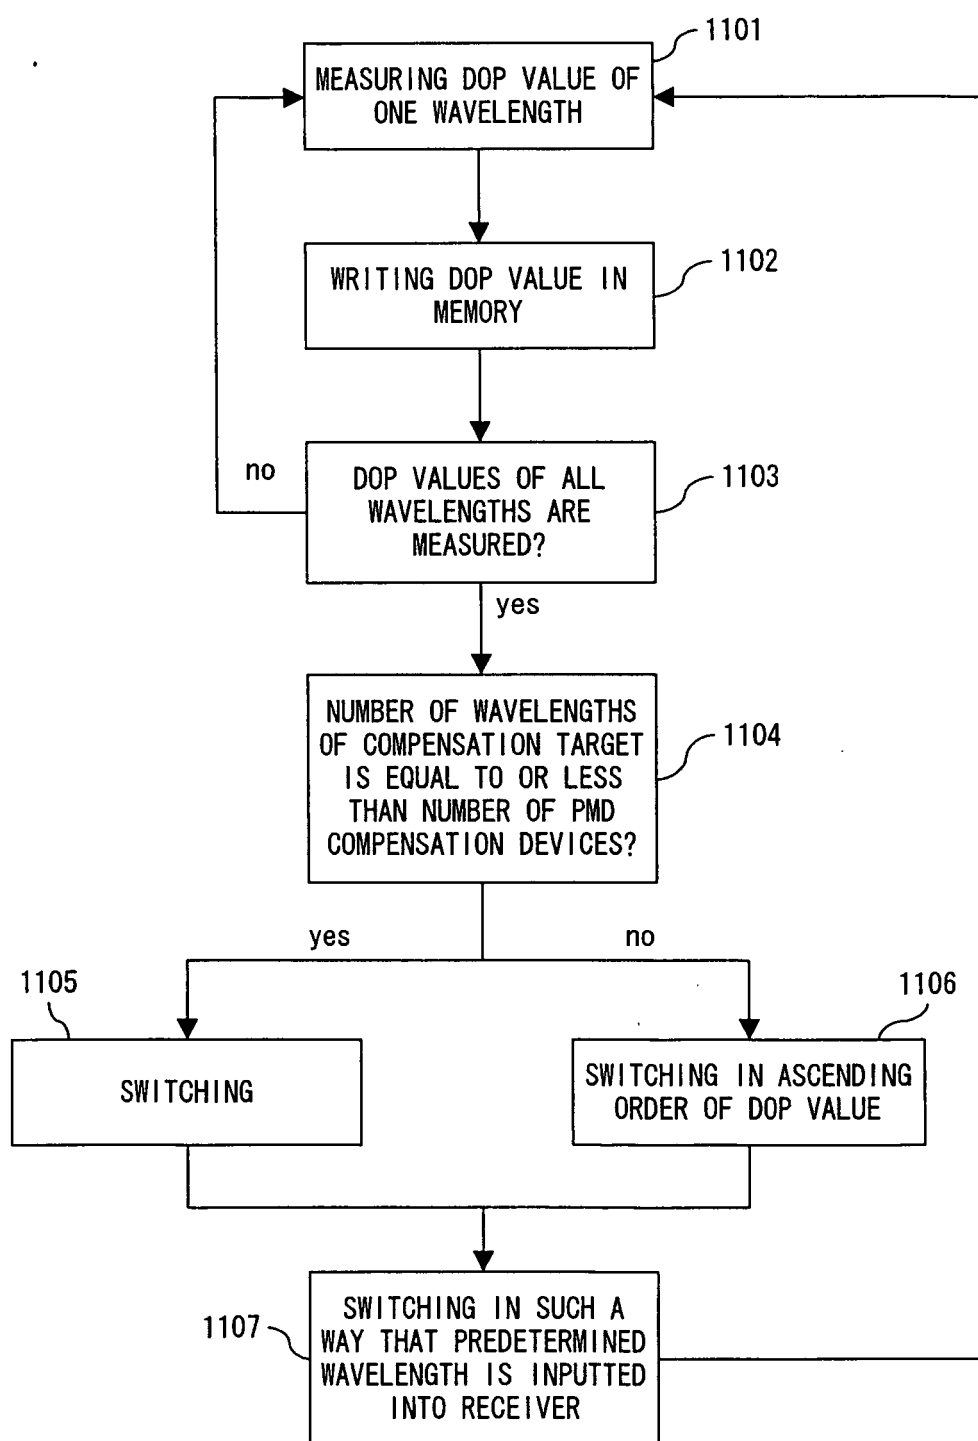 1101
MEASURING DOP VALUE OF
ONE WAVELENGTH
1102
WRITING DOP VALUE IN
MEMORY
no
1103
DOP VALUES OF ALL
WAVELENGTHS ARE
MEASURED?
yes
NUMBER OF WAVELENGTHS
OF COMPENSATION TARGET
IS EQUAL TO OR LESS
THAN NUMBER OF PMD
COMPENSATION DEVICES?
1104
yes
no
1105
1106
SWITCHING
SWITCHING IN ASCENDING
ORDER OF DOP VALUE
1107
SWITCHING IN SUCH A
WAY THAT PREDETERMINED
WAVELENGTH IS INPUTTED
INTO RECEIVER